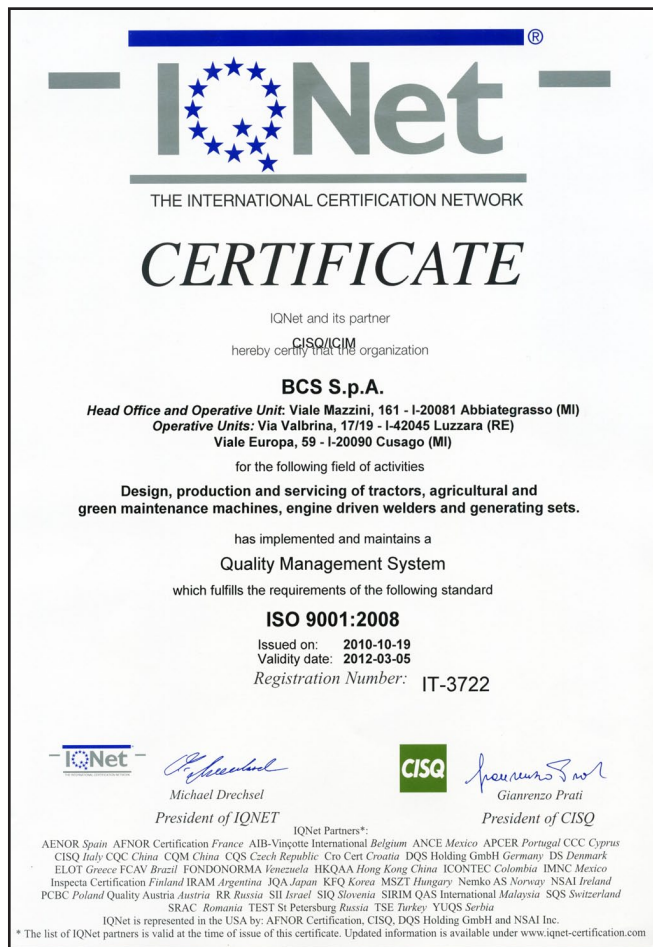 IQNet ®
THE INTERNATIONAL CERTIFICATION NETWORK
CERTIFICATE
IQNet and its partner
CISQ/ICIM
hereby certify that the organization
BCS S.p.A.
Head Office and Operative Unit: Viale Mazzini, 161 - I-20081 Abbiategrasso (MI)
Operative Units: Via Valbrina, 17/19 - I-42045 Luzzara (RE)
Viale Europa, 59 - I-20090 Cusago (MI)
for the following field of activities
Design, production and servicing of tractors, agricultural and
green maintenance machines, engine driven welders and generating sets.
has implemented and maintains a
Quality Management System
which fulfills the requirements of the following standard
ISO 9001:2008
Issued on: 2010-10-19
Validity date: 2012-03-05
Registration Number: IT-3722
IQNet
THE INTERNATIONAL CERTIFICATION NETWORK
CISQ
Michael Drechsel
Gianrenzo Prati
President of IQNET
President of CISQ
IQNet Partners*:
AENOR Spain AFNOR Certification France AIB-Vinçotte International Belgium ANCE Mexico APCER Portugal CCC Cyprus
CISQ Italy CQC China CQM China CQS Czech Republic Cro Cert Croatia DQS Holding GmbH Germany DS Denmark
ELOT Greece FCAV Brazil FONDONORMA Venezuela HKQAA Hong Kong China ICONTEC Colombia IMNC Mexico
Inspecta Certification Finland IRAM Argentina JQA Japan KFQ Korea MSZT Hungary Nemko AS Norway NSAI Ireland
PCBC Poland Quality Austria Austria RR Russia SII Israel SIQ Slovenia SIRIM QAS International Malaysia SQS Switzerland
SRAC Romania TEST St Petersburg Russia TSE Turkey YUQS Serbia
IQNet is represented in the USA by: AFNOR Certification, CISQ, DQS Holding GmbH and NSAI Inc.
* The list of IQNet partners is valid at the time of issue of this certificate. Updated information is available under www.iqnet-certification.com